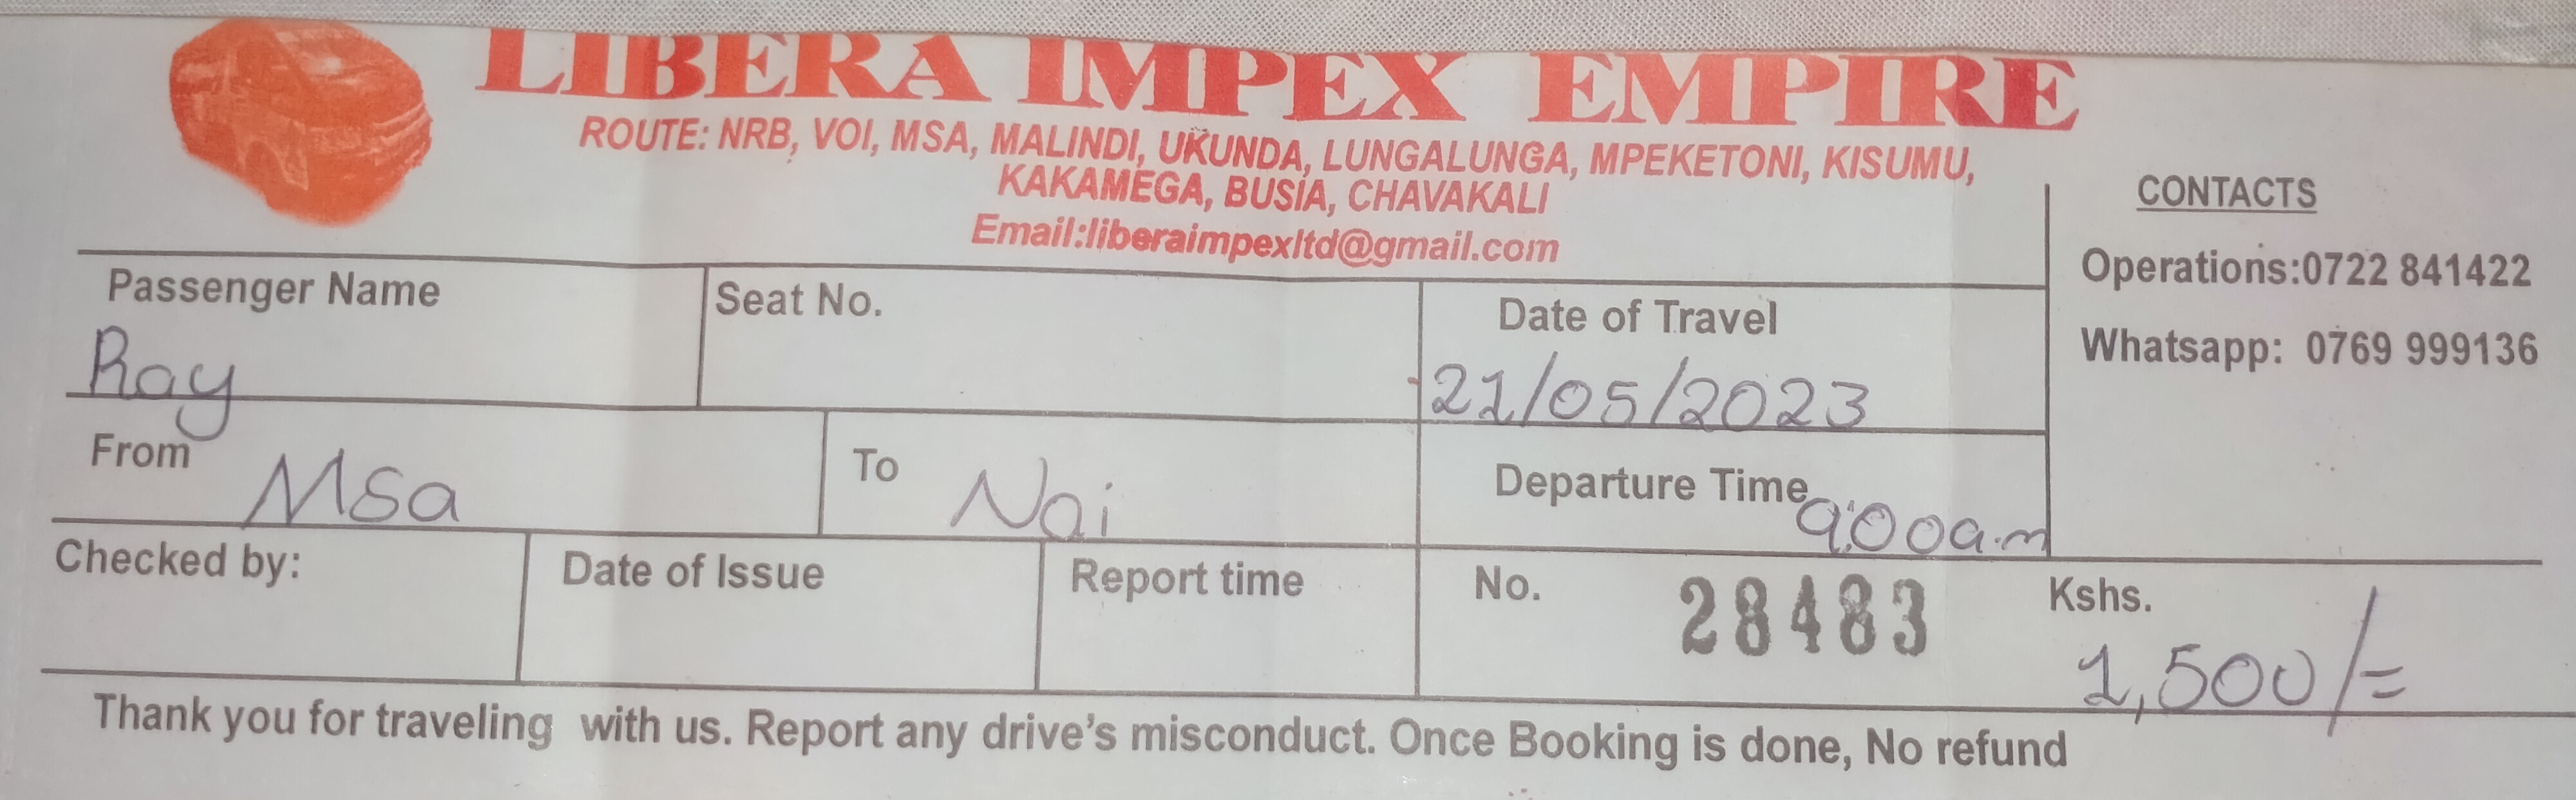 LIBERA IMPEX EMPIRE
ROUTE: NRB, VOI, MSA, MALINDI, UKUNDA, LUNGALUNGA, MPEKETONI, KISUMU,
KAKAMEGA, BUSIA, CHAVAKALI
Email:liberaimpexltd@gmail.com
CONTACTS
Operations:0722 841422
Whatsapp: 0769 999136
Passenger Name
Ray
Seat No.
Date of Travel
21/05/2023
From Msa
To Nai
Departure Time 9:00a.m
Checked by:
Date of Issue
Report time
No. 28483
Kshs.
1,500/=
Thank you for traveling with us. Report any drive's misconduct. Once Booking is done, No refund